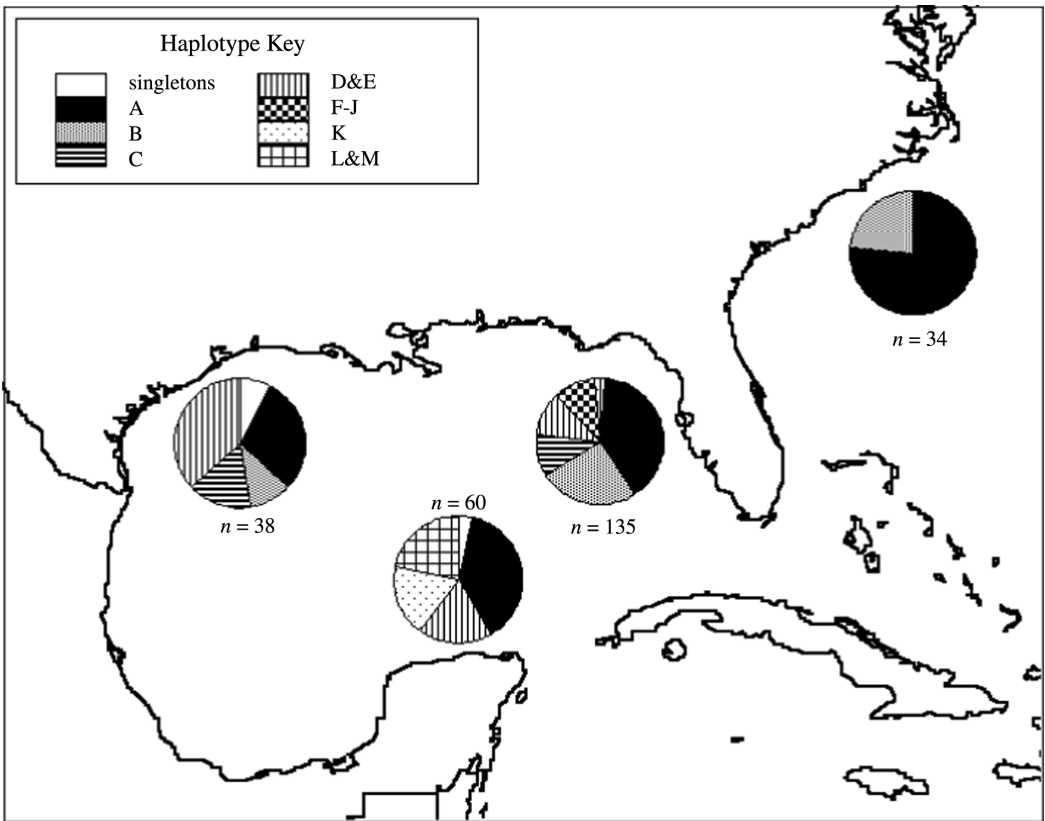 Haplotype Key
singletons
A
B
C
D&E
F-J
K
L&M
n = 34
n = 38
n = 60
n = 135